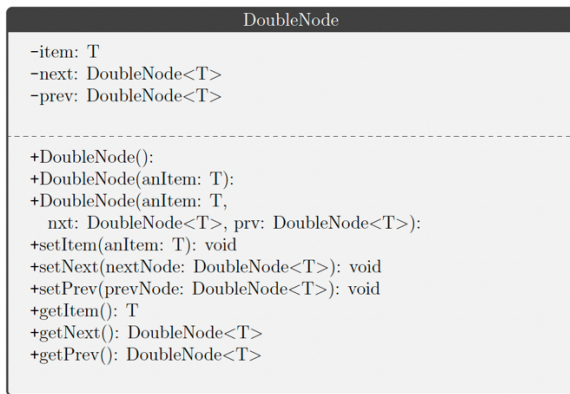 DoubleNode
-item: T
-next: DoubleNode<T>
-prev: DoubleNode<T>
+DoubleNode():
+DoubleNode(anItem: T):
+DoubleNode(anItem: T,
nxt: DoubleNode<T>, prv: DoubleNode<T>):
+setItem(anItem: T): void
+setNext(nextNode: DoubleNode<T>): void
+setPrev(prevNode: DoubleNode<T>): void
+getItem(): T
+getNext(): DoubleNode<T>
+getPrev(): DoubleNode<T>